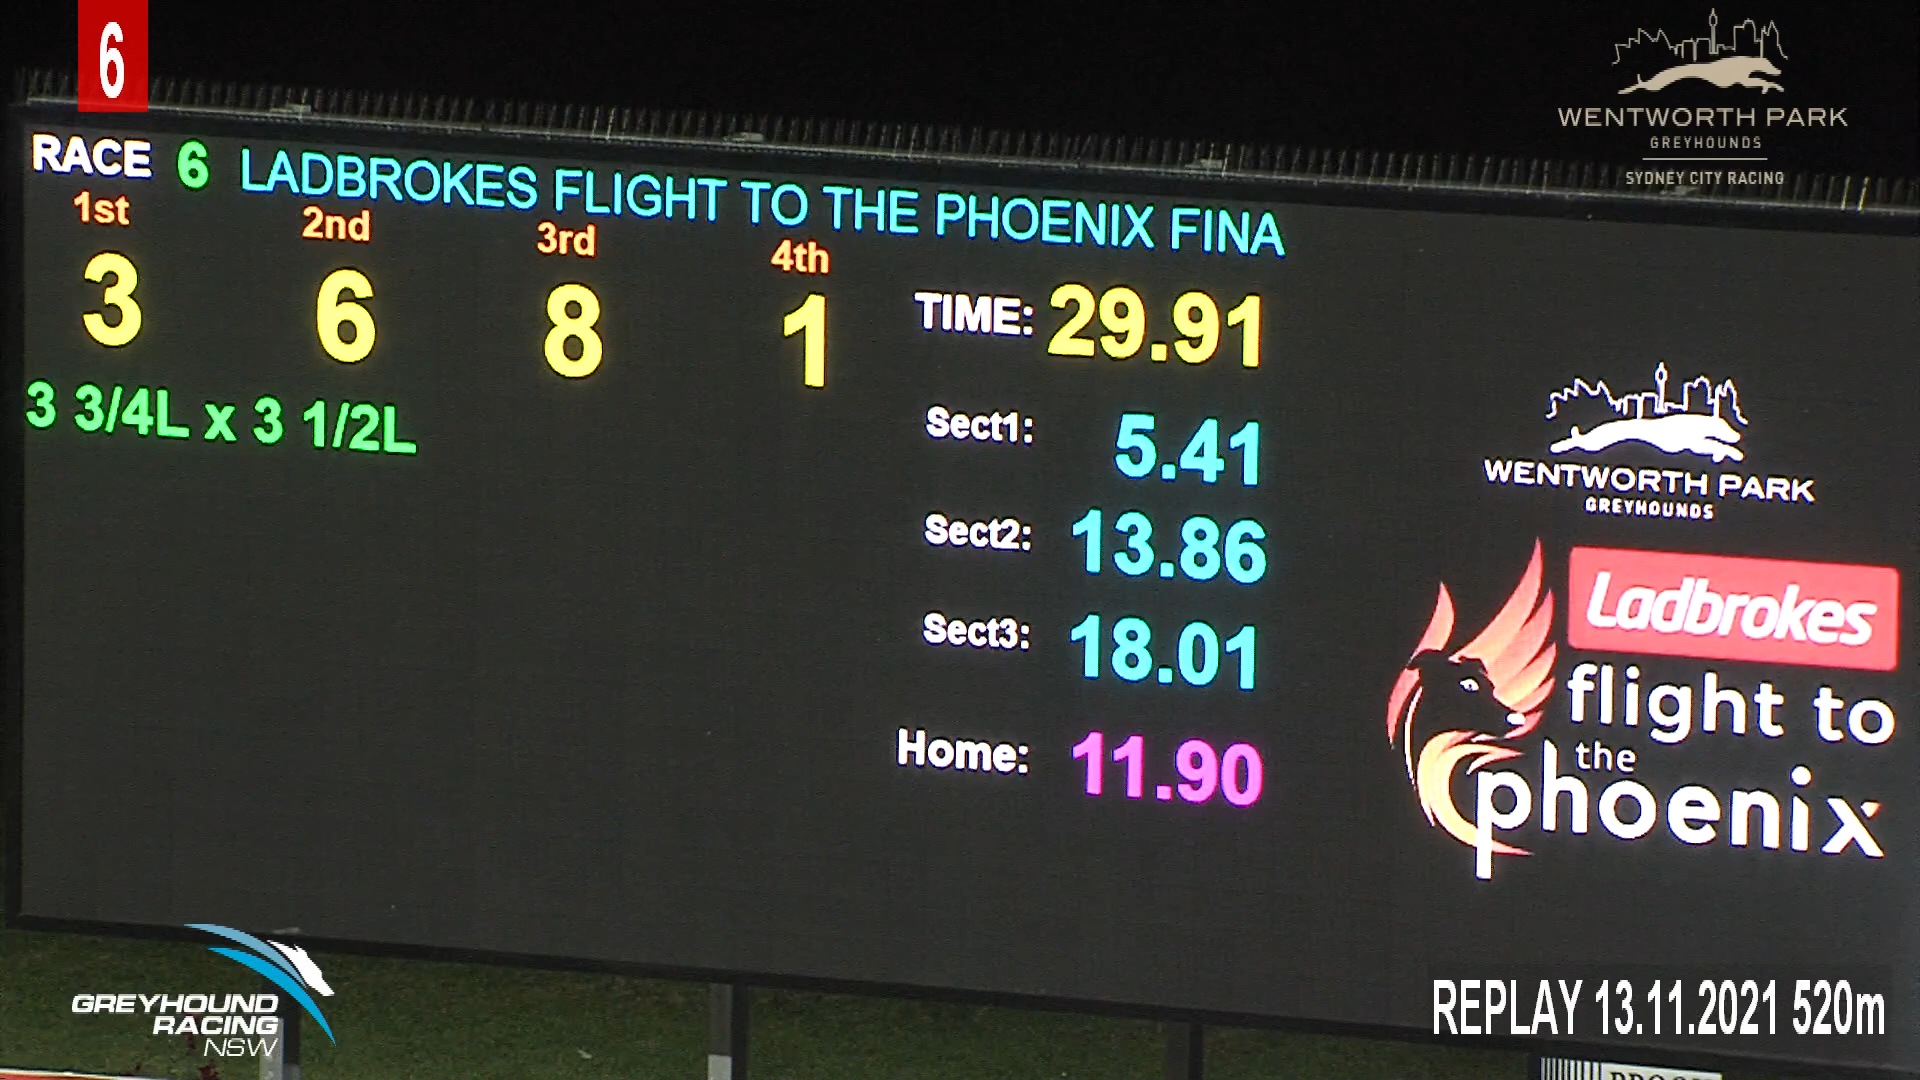 6
WENTWORTH PARK
GREYHOUNDS
SYDNEY CITY RACING
RACE 6 LADBROKES FLIGHT TO THE PHOENIX FINA
1st 2nd 3rd 4th
3 6 8 1
3 3/4L x 3 1/2L
TIME: 29.91
Sect1: 5.41
Sect2: 13.86
Sect3: 18.01
Home: 11.90
WENTWORTH PARK
GREYHOUNDS
Ladbrokes
flight to
the
phoenix
GREYHOUND
RACING
NSW
REPLAY 13.11.2021 520m